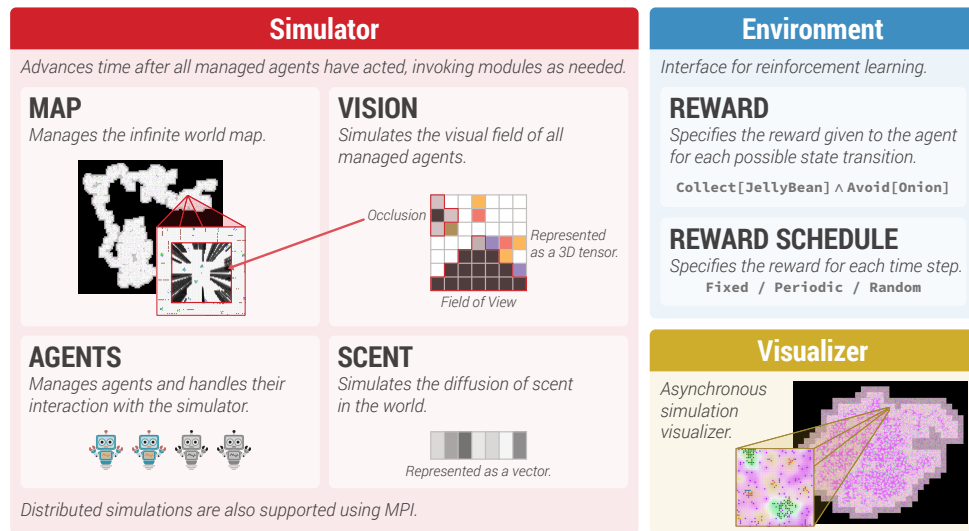 Simulator
Advances time after all managed agents have acted, invoking modules as needed.
MAP
Manages the infinite world map.
VISION
Simulates the visual field of all
managed agents.
Occlusion
Represented
as a 3D tensor.
Field of View
AGENTS
Manages agents and handles their
interaction with the simulator.
SCENT
Simulates the diffusion of scent
in the world.
Represented as a vector.
Distributed simulations are also supported using MPI.
Environment
Interface for reinforcement learning.
REWARD
Specifies the reward given to the agent
for each possible state transition.
Collect[JellyBean] ∧ Avoid[Onion]
REWARD SCHEDULE
Specifies the reward for each time step.
Fixed / Periodic / Random
Visualizer
Asynchronous
simulation
visualizer.